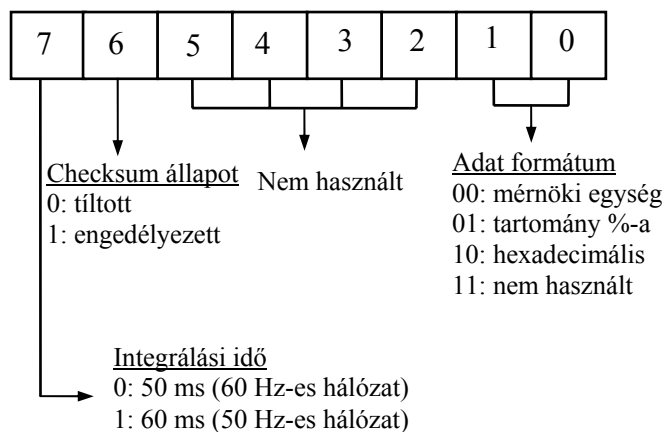 7 6 5 4 3 2 1 0
Checksum állapot
0: tíltott
1: engedélyezett
Nem használt
Adat formátum
00: mérnöki egység
01: tartomány %-a
10: hexadecimális
11: nem használt
Integrálási idő
0: 50 ms (60 Hz-es hálózat)
1: 60 ms (50 Hz-es hálózat)